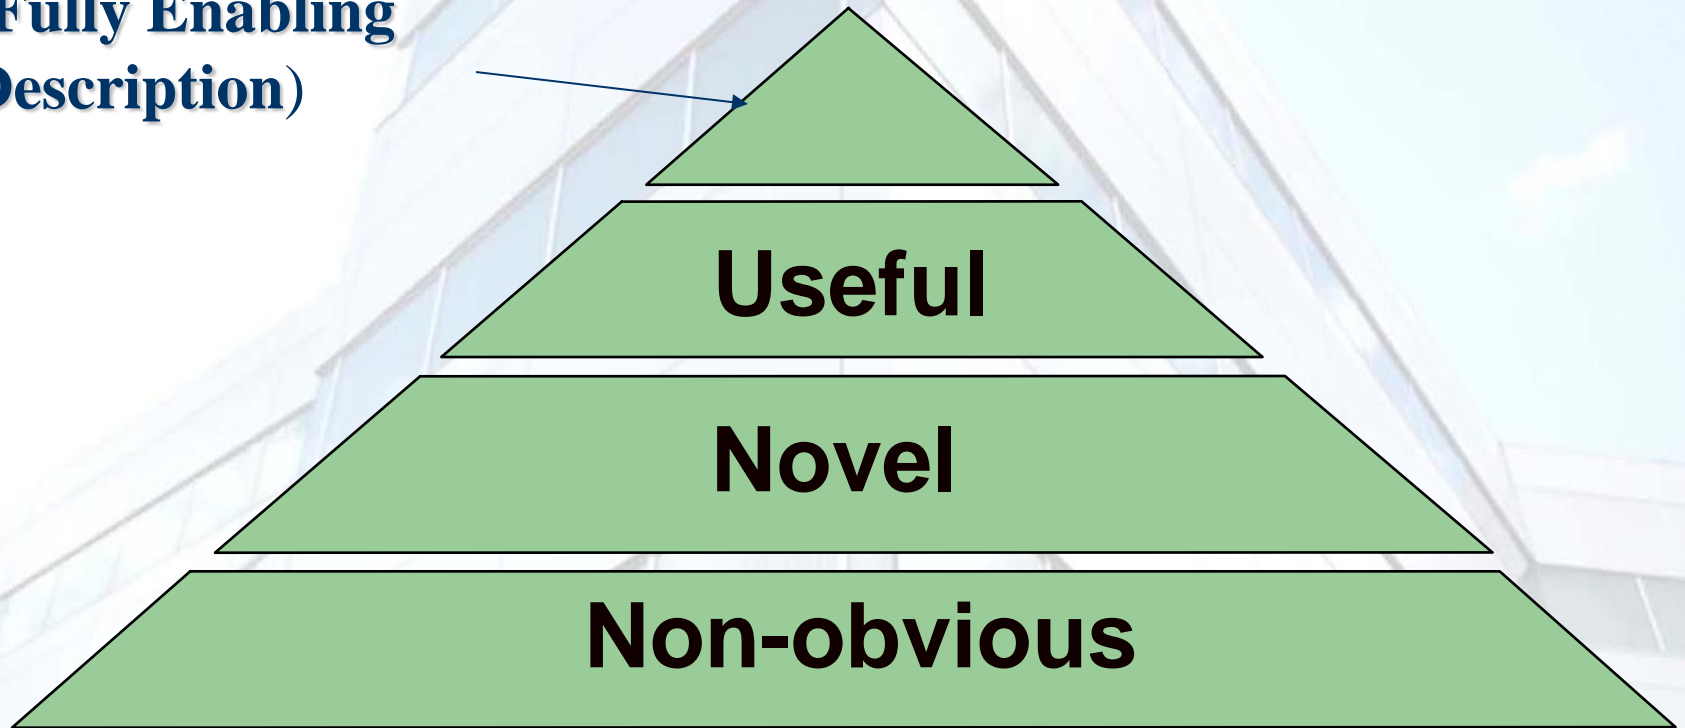 Fully Enabling
Description)
Useful
Novel
Non-obvious